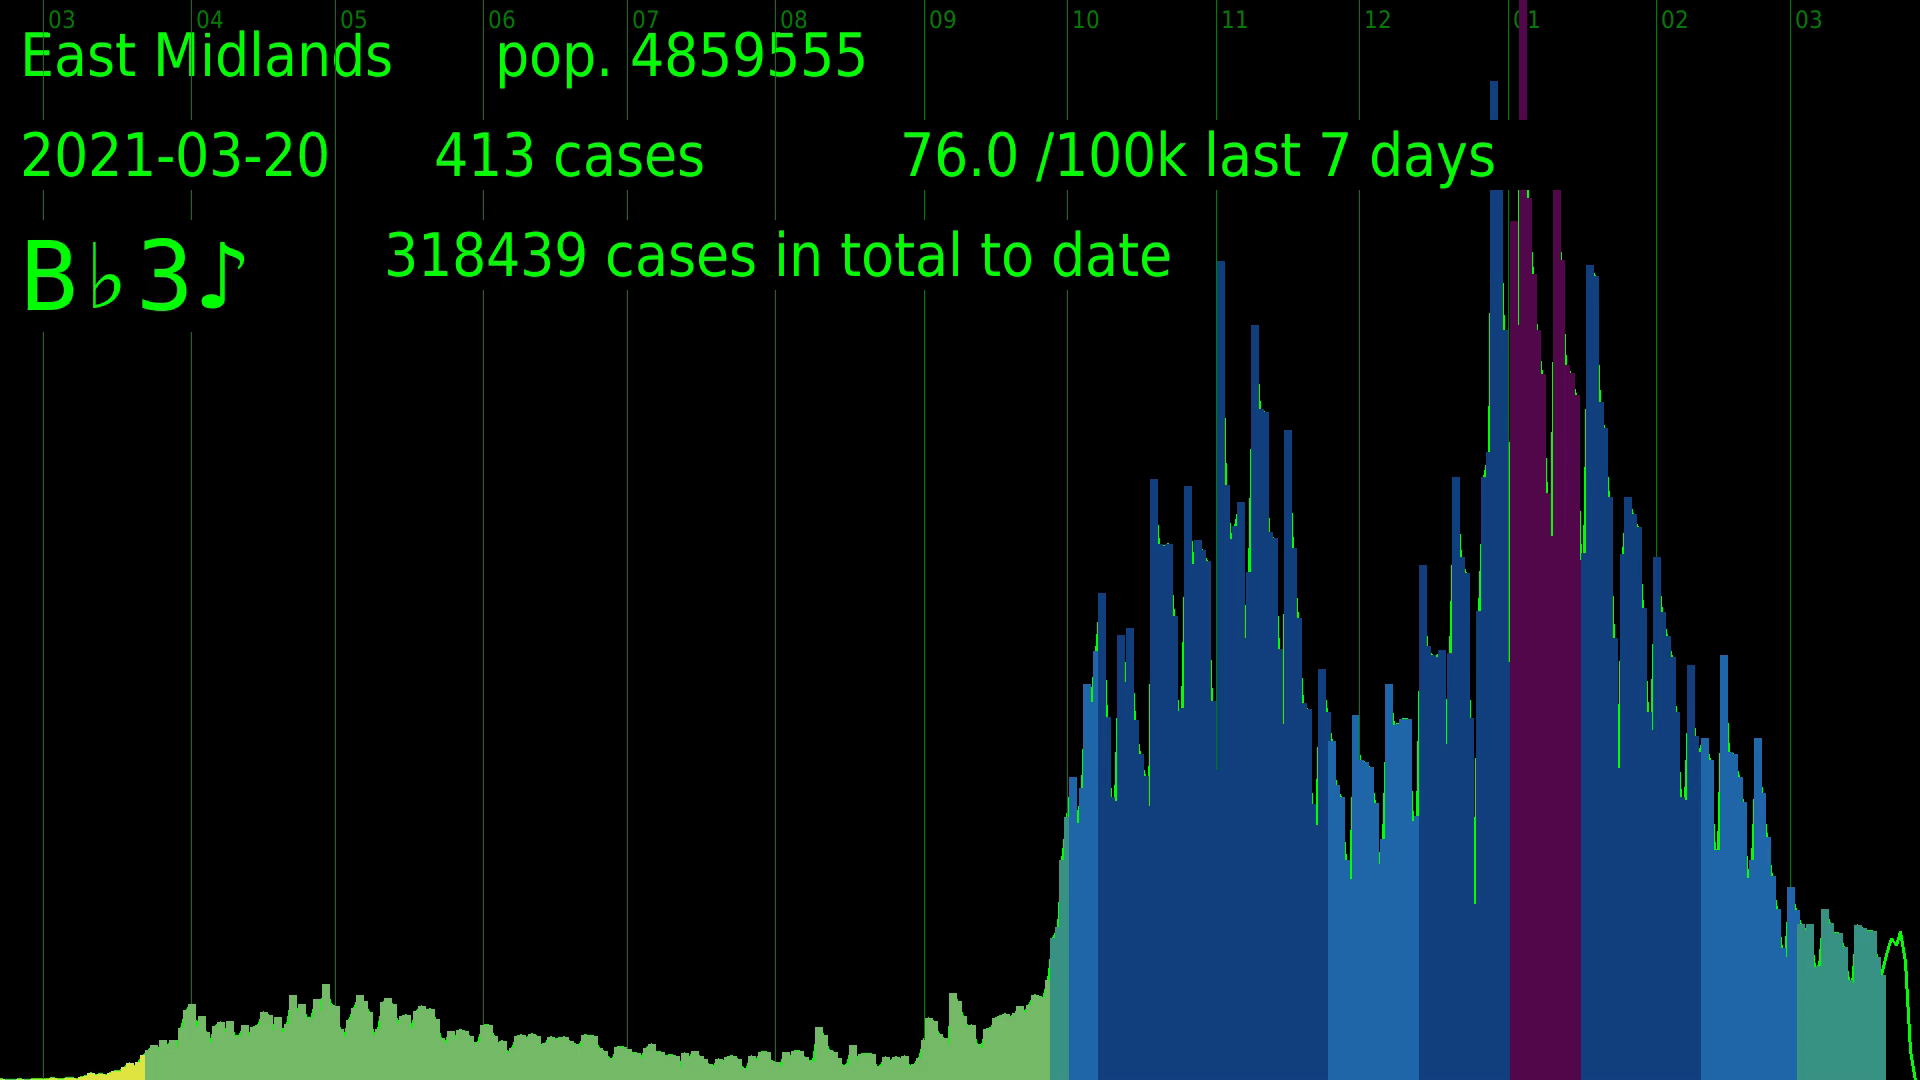 03 04 05 06 07 08 09 10 11 12 01 02 03
East Midlands pop. 4859555
2021-03-20 413 cases 76.0 /100k last 7 days
B♭3♪ 318439 cases in total to date